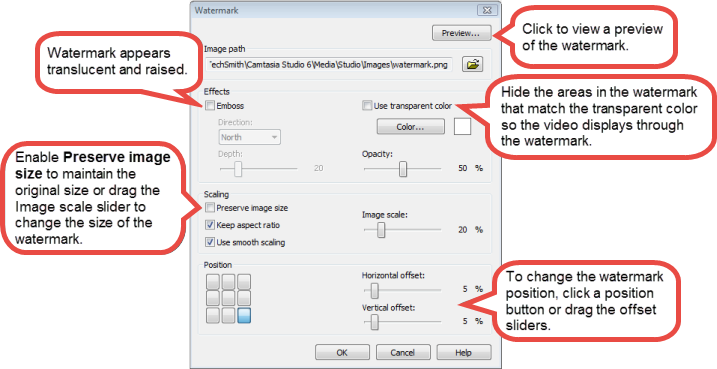 Watermark
Preview...
Click to view a preview
of the watermark.
Watermark appears
translucent and raised.
Image path
'echSmith\Camtasia Studio 6\Media\Studio\Images\watermark.png
Effects
Emboss
Use transparent color
Direction:
North
Color...
Depth:
20
Opacity:
50 %
Hide the areas in the watermark
that match the transparent color
so the video displays through
the watermark.
Enable Preserve image
size to maintain the
original size or drag the
Image scale slider to
change the size of the
watermark.
Scaling
Preserve image size
Keep aspect ratio
Use smooth scaling
Image scale:
20 %
Position
Horizontal offset:
5 %
Vertical offset:
5 %
To change the watermark
position, click a position
button or drag the offset
sliders.
OK
Cancel
Help